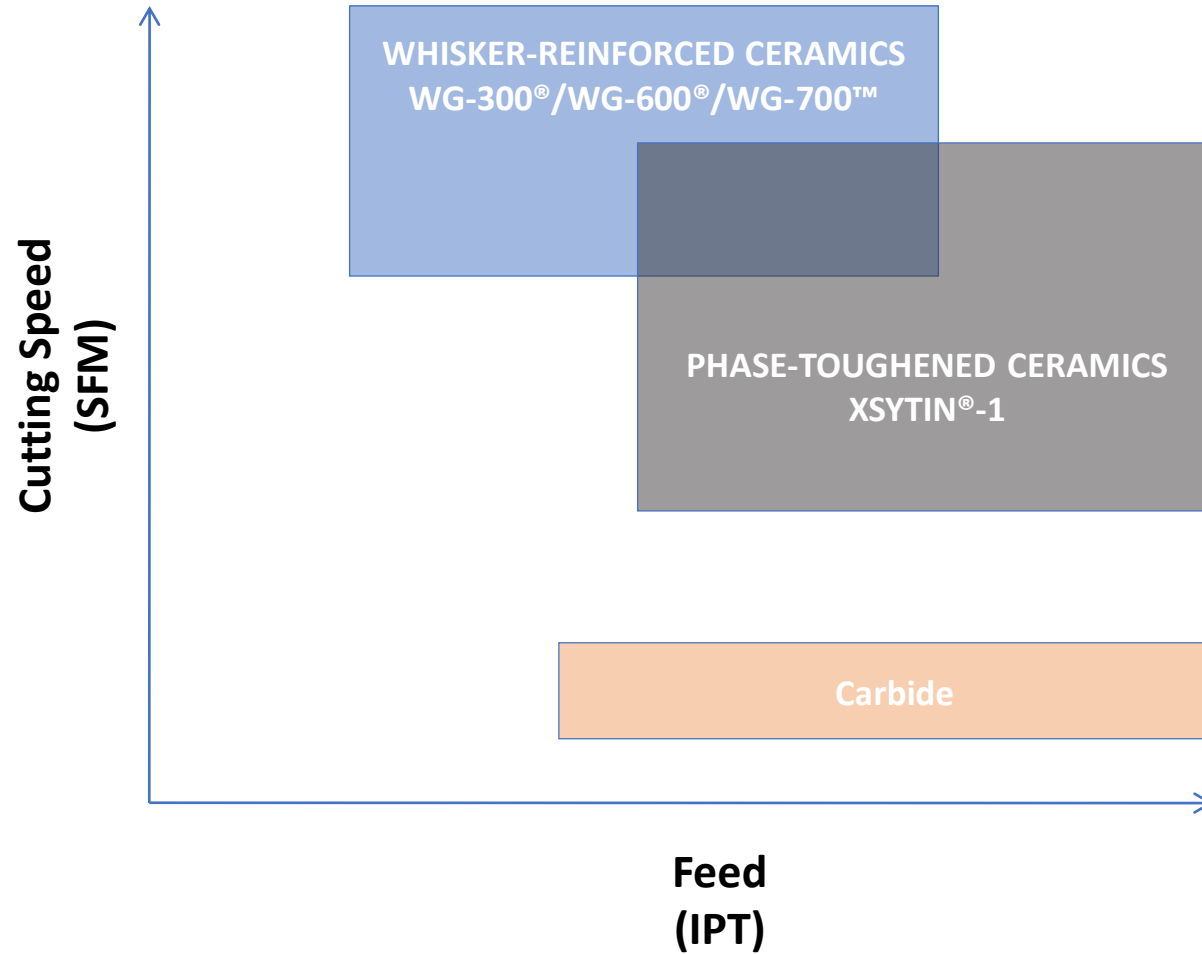 WHISKER-REINFORCED CERAMICS
WG-300®/WG-600®/WG-700™
PHASE-TOUGHENED CERAMICS
XSYTIN®-1
Carbide
Cutting Speed
(SFM)
Feed
(IPT)